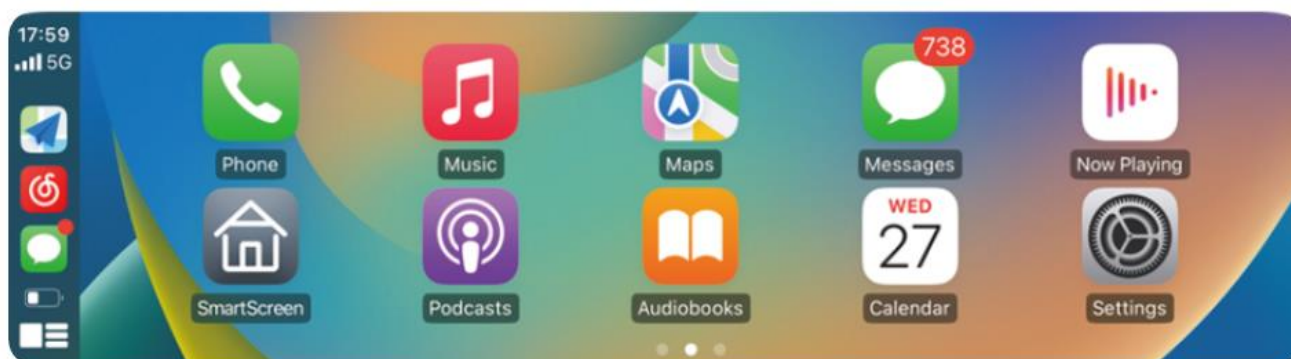 17:59
5G
738
Phone
Music
Maps
Messages
Now Playing
WED
27
SmartScreen
Podcasts
Audiobooks
Calendar
Settings